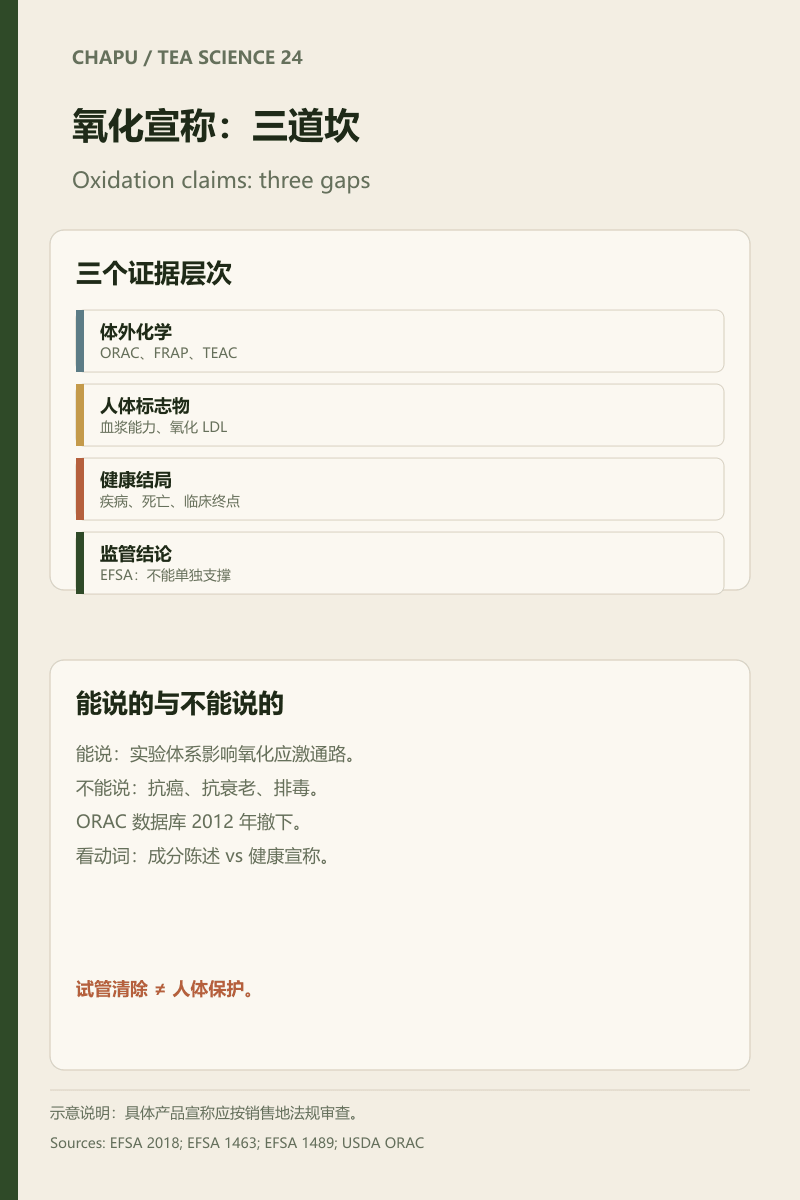 CHAPU / TEA SCIENCE 24
氧化宣称：三道坎
Oxidation claims: three gaps
三个证据层次
体外化学
ORAC、FRAP、TEAC
人体标志物
血浆能力、氧化 LDL
健康结局
疾病、死亡、临床终点
监管结论
EFSA：不能单独支撑
能说的与不能说的
能说：实验体系影响氧化应激通路。
不能说：抗癌、抗衰老、排毒。
ORAC 数据库 2012 年撤下。
看动词：成分陈述 vs 健康宣称。
试管清除 ≠ 人体保护。
示意说明：具体产品宣称应按销售地法规审查。
Sources: EFSA 2018; EFSA 1463; EFSA 1489; USDA ORAC